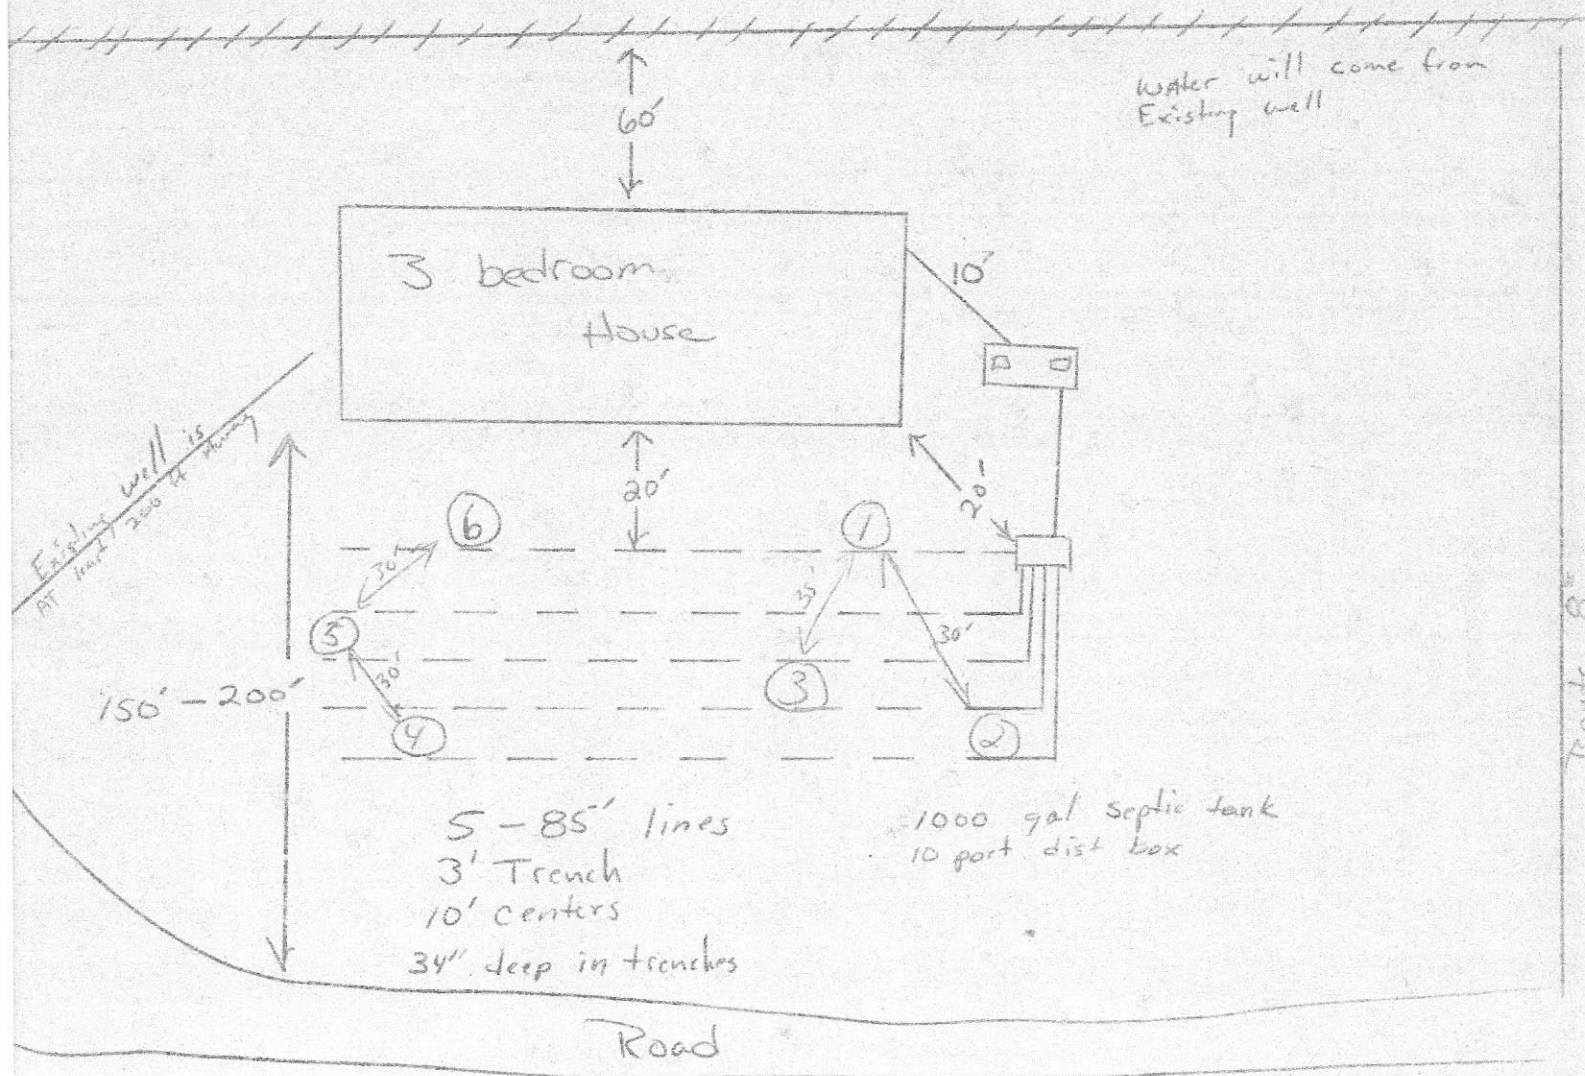 Water will come from
Existing well
60'
3 bedroom
House
10'
Existing well is
AT least 200 ft away
20'
20'
6
1
30'
35'
30'
5
3
30'
150' - 200'
4
2
5 - 85' lines
3' Trench
10' Centers
34" deep in trenches
1000 gal septic tank
10 port dist box
Road